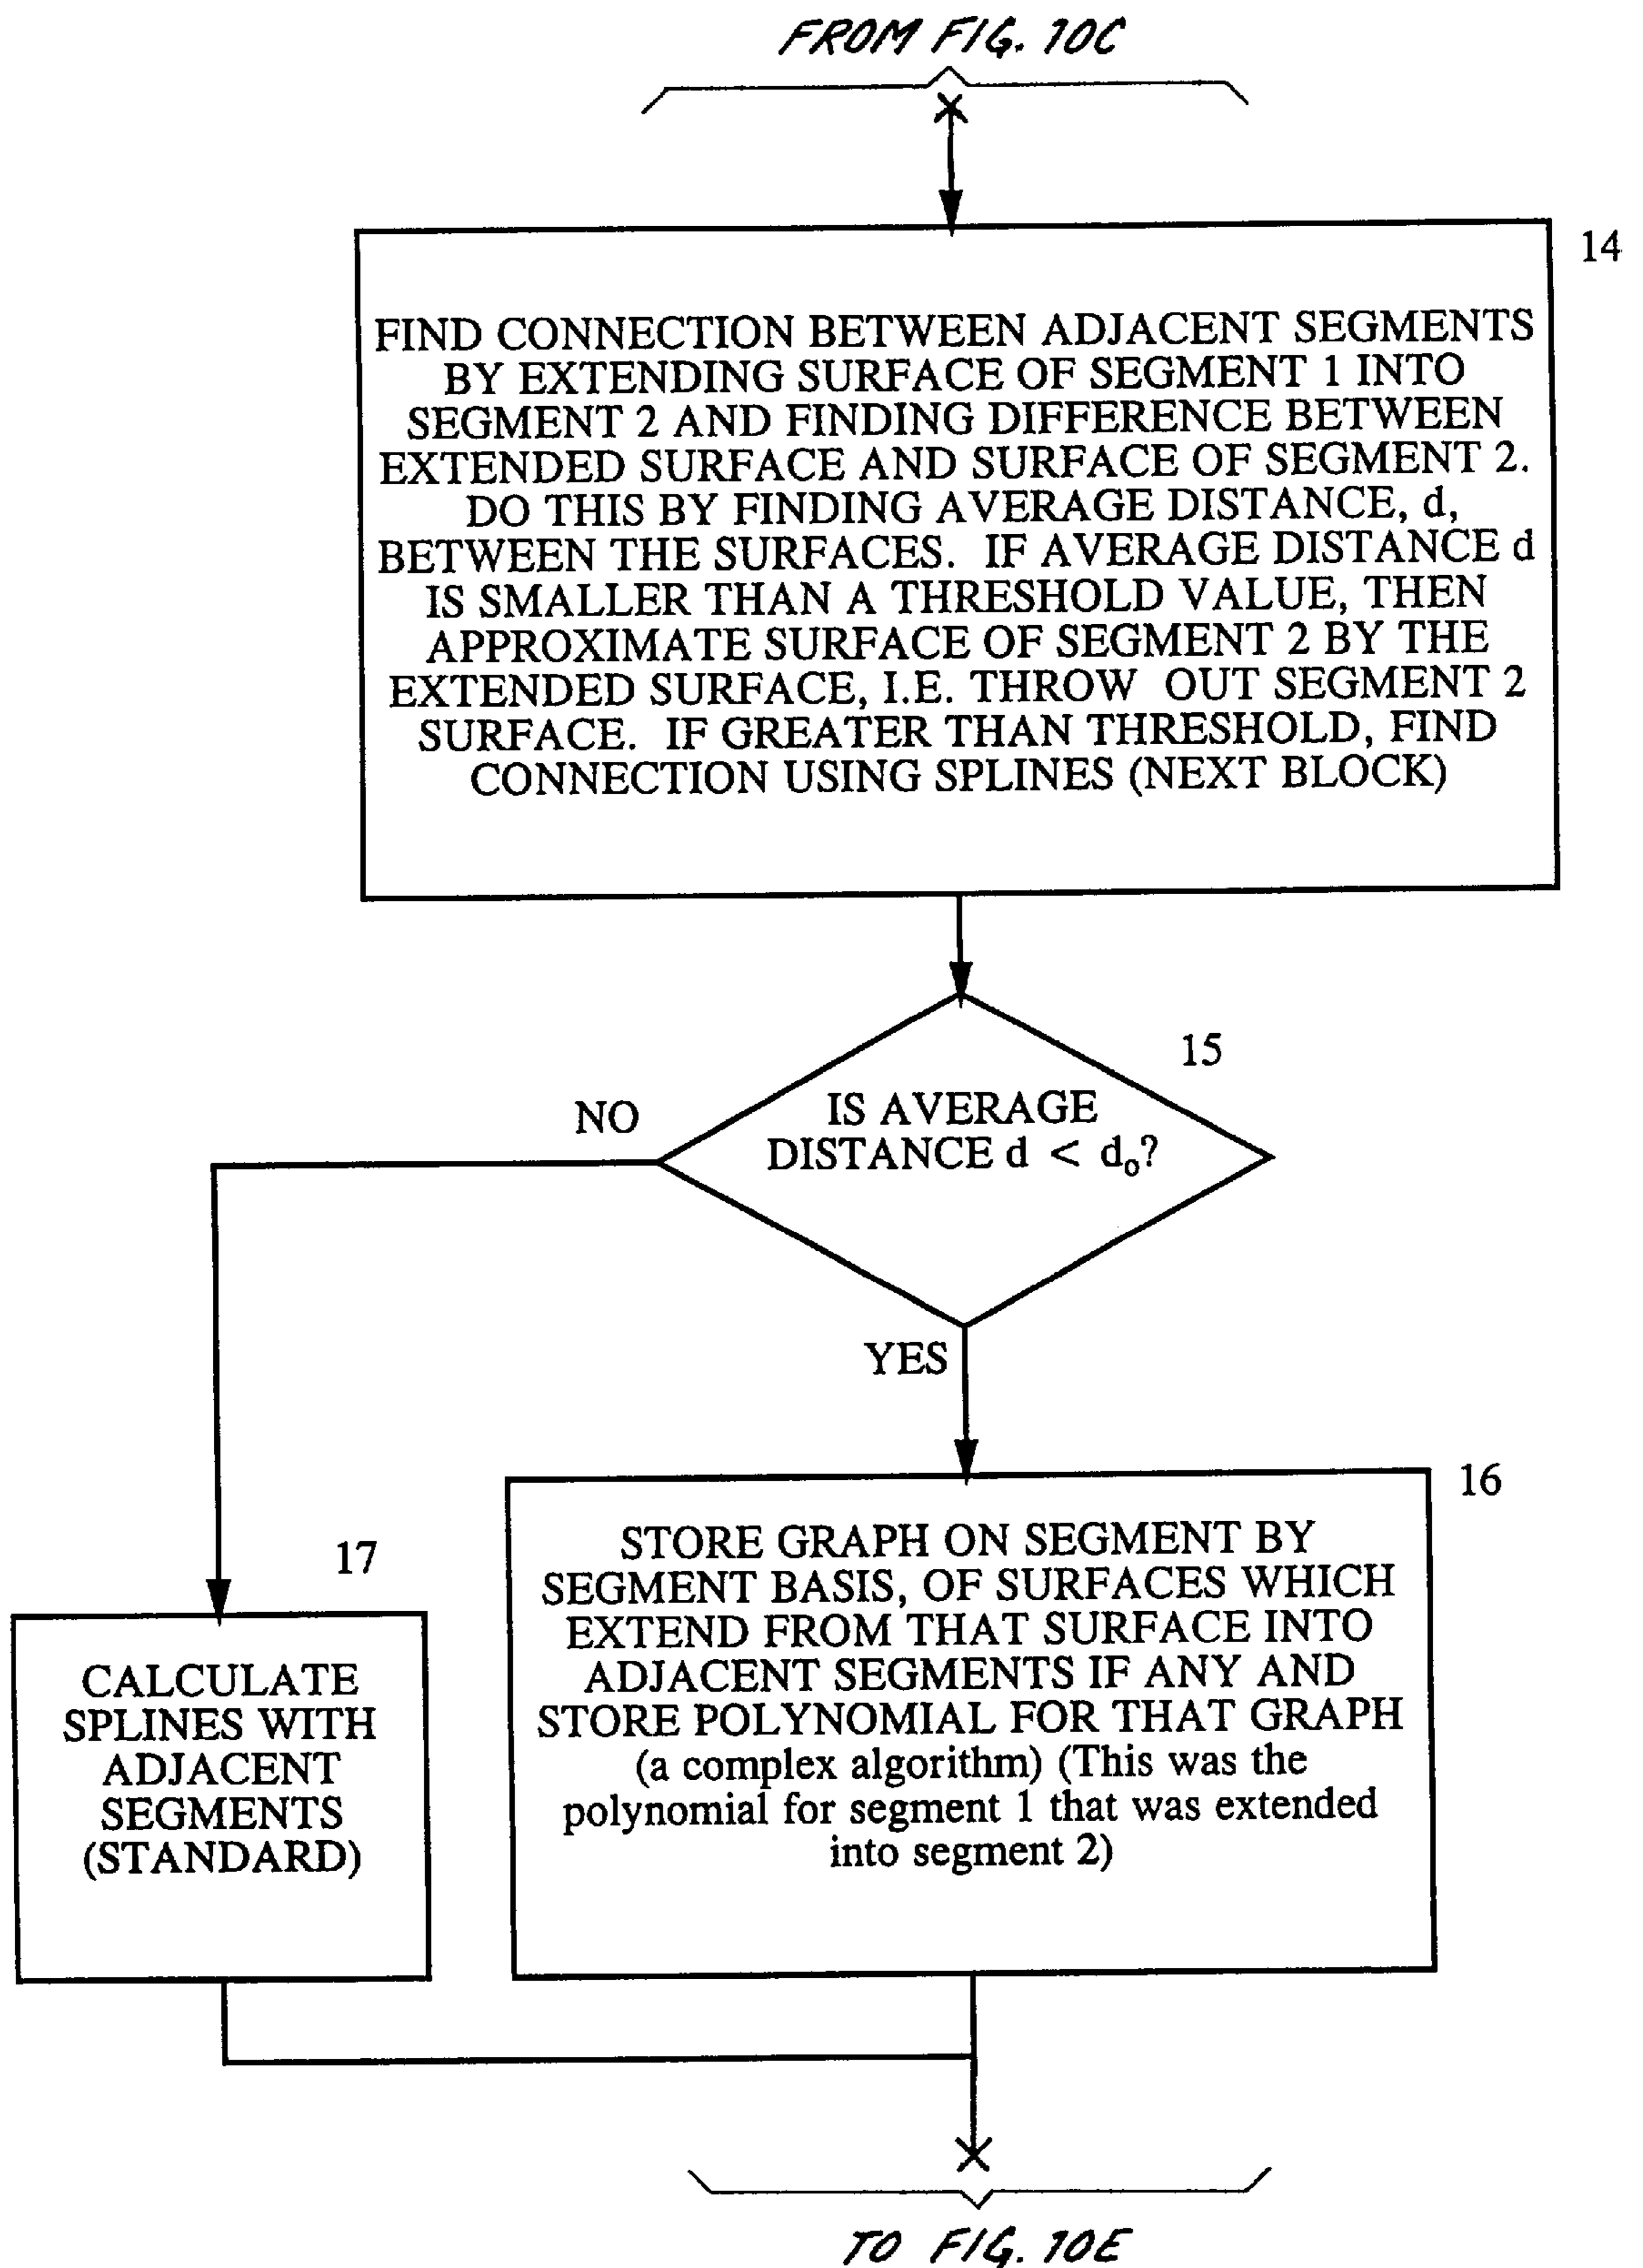 FROM FIG. 10C
14
FIND CONNECTION BETWEEN ADJACENT SEGMENTS
BY EXTENDING SURFACE OF SEGMENT 1 INTO
SEGMENT 2 AND FINDING DIFFERENCE BETWEEN
EXTENDED SURFACE AND SURFACE OF SEGMENT 2.
DO THIS BY FINDING AVERAGE DISTANCE, d,
BETWEEN THE SURFACES. IF AVERAGE DISTANCE d
IS SMALLER THAN A THRESHOLD VALUE, THEN
APPROXIMATE SURFACE OF SEGMENT 2 BY THE
EXTENDED SURFACE, I.E. THROW OUT SEGMENT 2
SURFACE. IF GREATER THAN THRESHOLD, FIND
CONNECTION USING SPLINES (NEXT BLOCK)
15
IS AVERAGE
DISTANCE d < d₀?
NO
YES
16
STORE GRAPH ON SEGMENT BY
SEGMENT BASIS, OF SURFACES WHICH
EXTEND FROM THAT SURFACE INTO
ADJACENT SEGMENTS IF ANY AND
STORE POLYNOMIAL FOR THAT GRAPH
(a complex algorithm) (This was the
polynomial for segment 1 that was extended
into segment 2)
17
CALCULATE
SPLINES WITH
ADJACENT
SEGMENTS
(STANDARD)
TO FIG. 10E